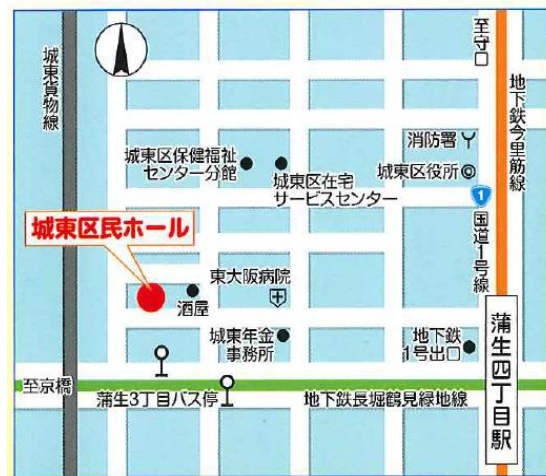 至守口
城東貨物線
地下鉄今里筋線
消防署
城東区保健福祉
センター分館
城東区役所
城東区在宅
サービスセンター
1
国道1号線
城東区民ホール
東大阪病院
酒屋
蒲生四丁目駅
城東年金
事務所
地下鉄
1号出口
至京橋
蒲生3丁目バス停
地下鉄長堀鶴見緑地線